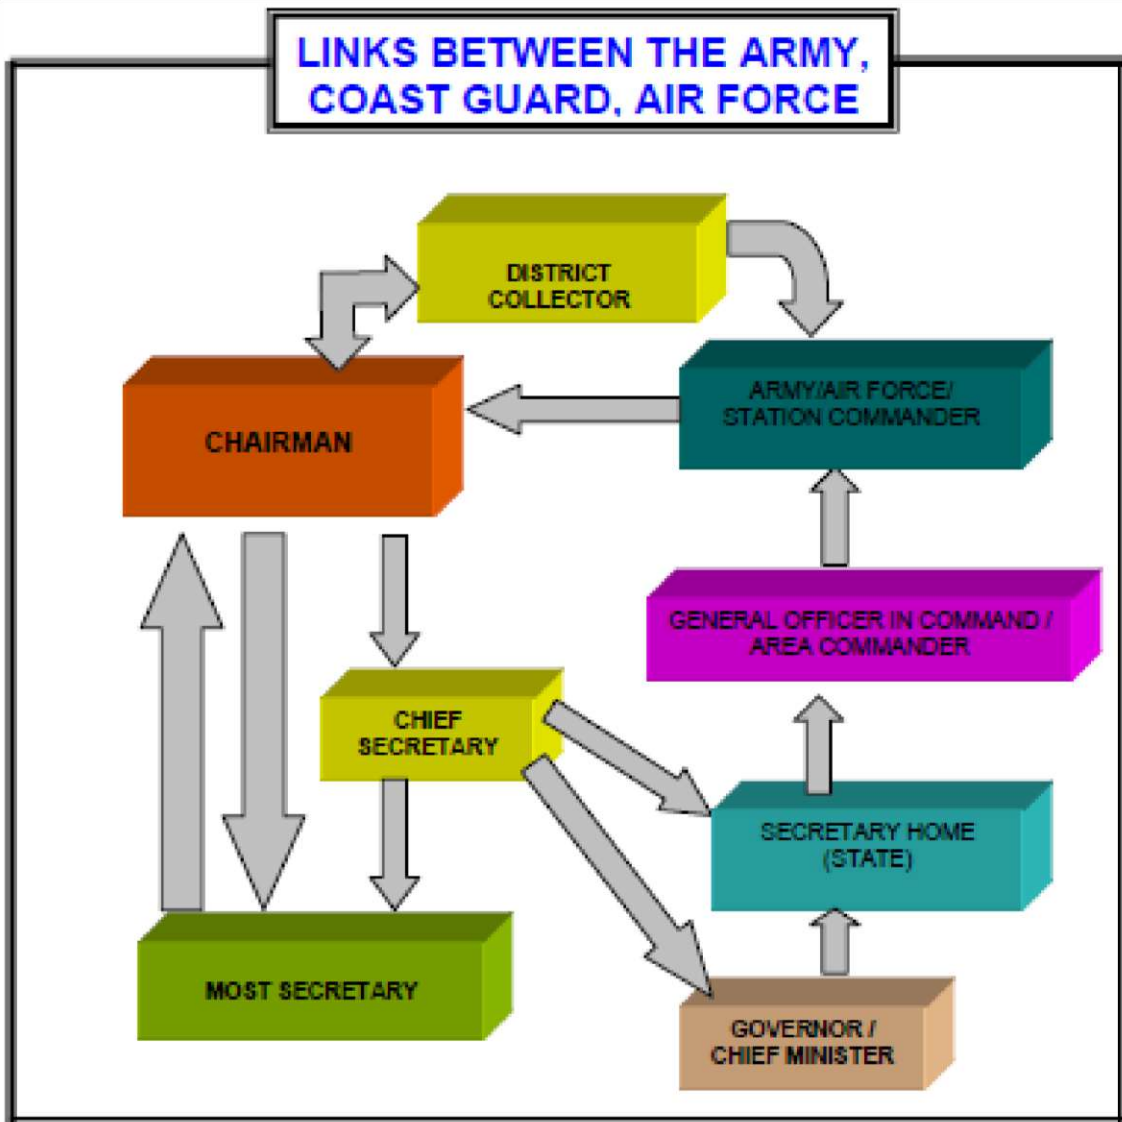 LINKS BETWEEN THE ARMY,
COAST GUARD, AIR FORCE
DISTRICT
COLLECTOR
ARMY/AIR FORCE/
STATION COMMANDER
CHAIRMAN
GENERAL OFFICER IN COMMAND /
AREA COMMANDER
CHIEF
SECRETARY
SECRETARY HOME
(STATE)
MOST SECRETARY
GOVERNOR /
CHIEF MINISTER